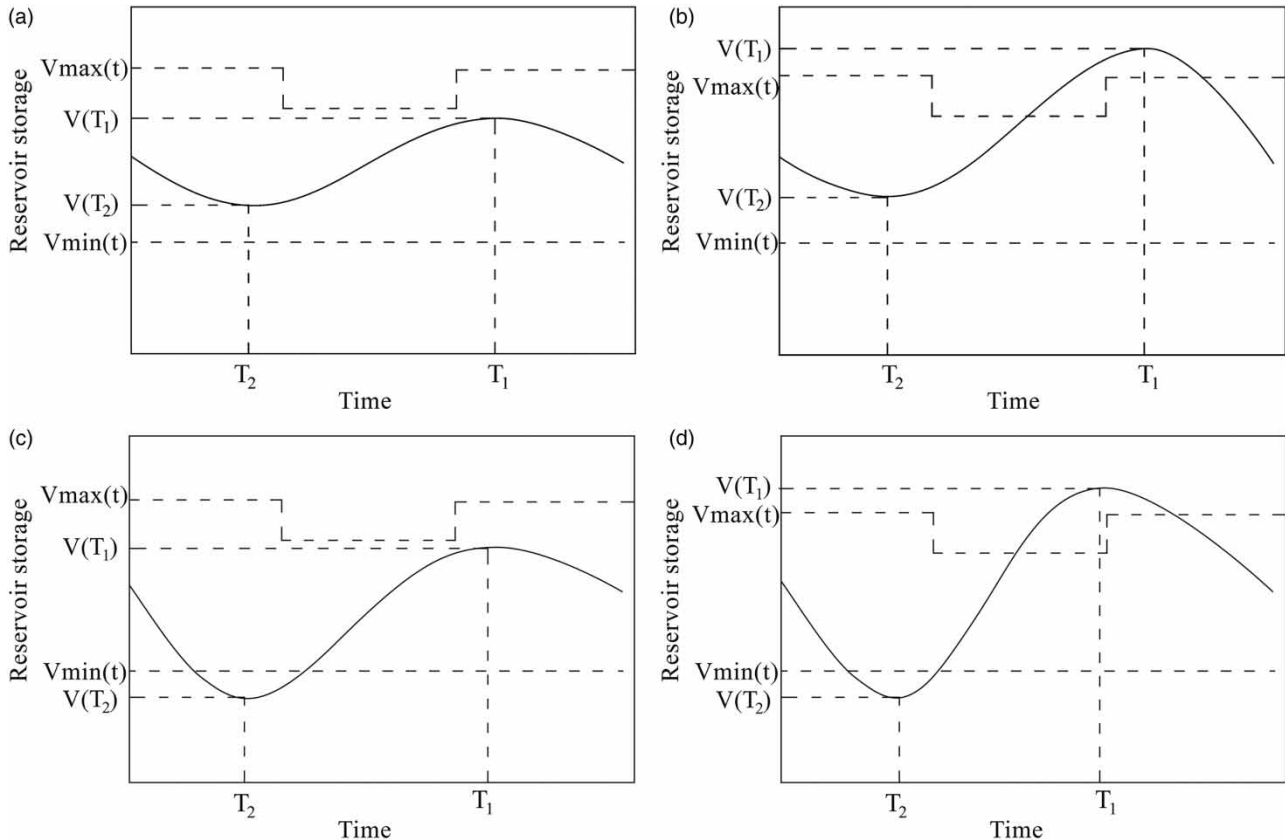 (a)
Reservoir storage
Vmax(t)
V(T₁)
V(T₂)
Vmin(t)
T₂
T₁
Time
(b)
Reservoir storage
V(T₁)
Vmax(t)
V(T₂)
Vmin(t)
T₂
T₁
Time
(c)
Reservoir storage
Vmax(t)
V(T₁)
Vmin(t)
V(T₂)
T₂
T₁
Time
(d)
Reservoir storage
V(T₁)
Vmax(t)
Vmin(t)
V(T₂)
T₂
T₁
Time